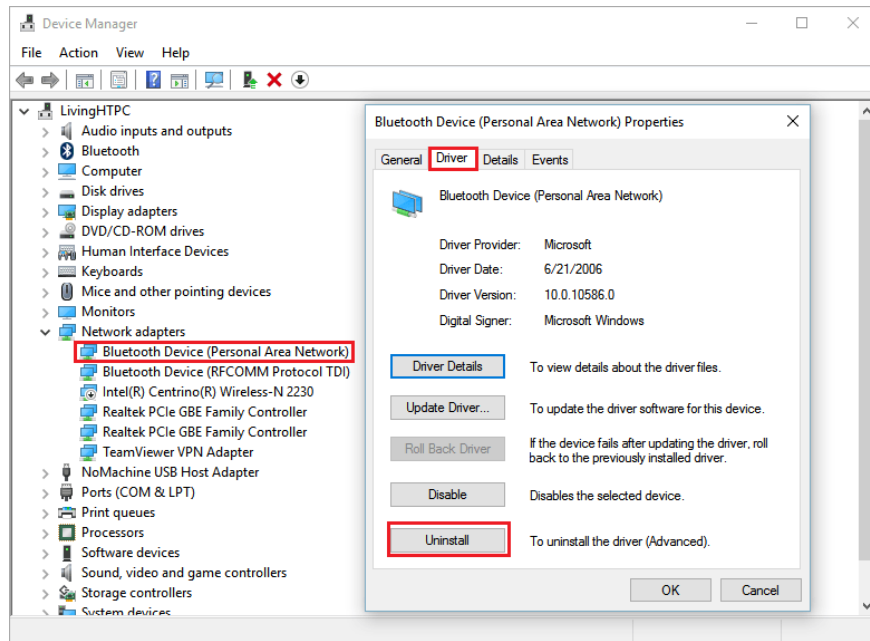 Device Manager
File Action View Help
LivingHTPC
Audio inputs and outputs
Bluetooth
Computer
Disk drives
Display adapters
DVD/CD-ROM drives
Human Interface Devices
Keyboards
Mice and other pointing devices
Monitors
Network adapters
Bluetooth Device (Personal Area Network)
Bluetooth Device (RFCOMM Protocol TDI)
Intel(R) Centrino(R) Wireless-N 2230
Realtek PCIe GBE Family Controller
Realtek PCIe GBE Family Controller
TeamViewer VPN Adapter
NoMachine USB Host Adapter
Ports (COM & LPT)
Print queues
Processors
Software devices
Sound, video and game controllers
Storage controllers
System devices
Bluetooth Device (Personal Area Network) Properties
General Driver Details Events
Bluetooth Device (Personal Area Network)
Driver Provider: Microsoft
Driver Date: 6/21/2006
Driver Version: 10.0.10586.0
Digital Signer: Microsoft Windows
Driver Details To view details about the driver files.
Update Driver... To update the driver software for this device.
Roll Back Driver If the device fails after updating the driver, roll
back to the previously installed driver.
Disable Disables the selected device.
Uninstall To uninstall the driver (Advanced).
OK Cancel